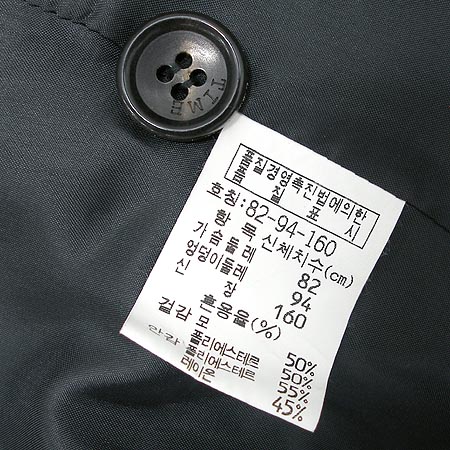 TIMWE
품질경영촉진법에의한
품 질 표 시
호칭:82-94-160
항 목 신체치수(cm)
가슴둘레 82
엉덩이둘레 94
신 장 160
혼용율(%)
겉감 모 50%
폴리에스테르 50%
안감 폴리에스테르 55%
레이온 45%